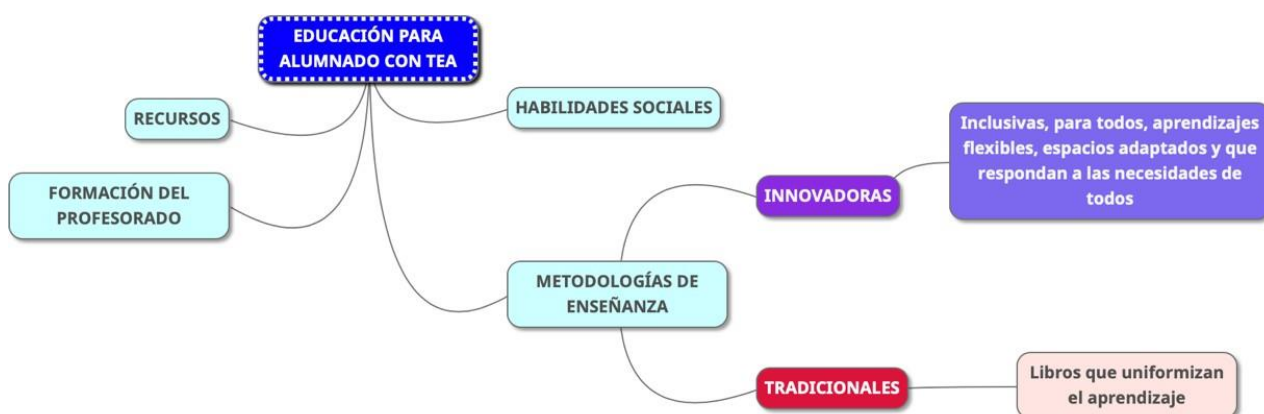 EDUCACIÓN PARA
ALUMNADO CON TEA
RECURSOS
HABILIDADES SOCIALES
FORMACIÓN DEL
PROFESORADO
METODOLOGÍAS DE
ENSEÑANZA
INNOVADORAS
Inclusivas, para todos, aprendizajes
flexibles, espacios adaptados y que
respondan a las necesidades de
todos
TRADICIONALES
Libros que uniformizan
el aprendizaje